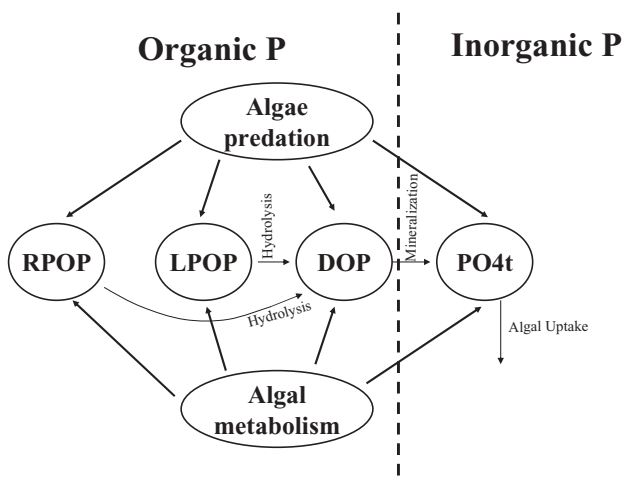 Organic P
Inorganic P
Algae
predation
Hydrolysis
Mineralization
RPOP
LPOP
DOP
PO4t
Hydrolysis
Algal Uptake
Algal
metabolism